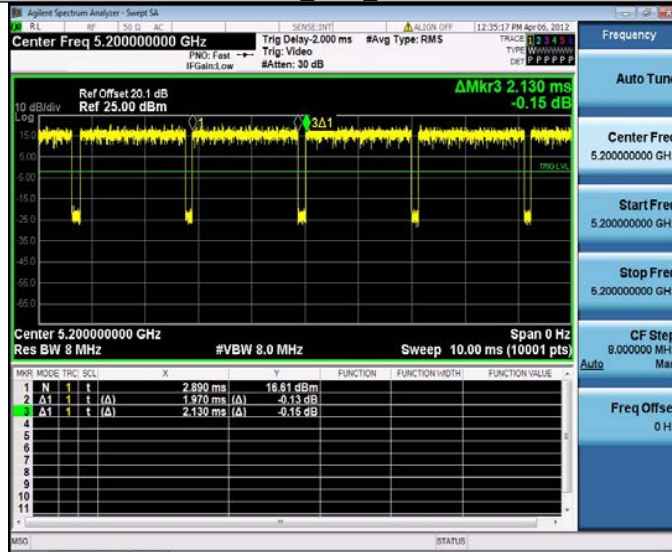 Agilent Spectrum Analyzer - Swept SA
RL RF 50 Ω AC SENSE:INT ALIGN OFF 12:35:17 PM Apr 06, 2012
Center Freq 5.200000000 GHz
PNO: Fast
IFGain:Low
Trig Delay-2.000 ms
Trig: Video
#Atten: 30 dB
#Avg Type: RMS
TRACE 1 2 3 4 5 6
TYPE WWWWWW
DET P P P P P P
Ref Offset 20.1 dB
Ref 25.00 dBm
10 dB/div
Log
ΔMkr3 2.130 ms
-0.15 dB
1
3Δ1
15.0
5.00
TRIG LVL
-5.00
-15.0
-25.0
-35.0
-45.0
-55.0
-65.0
Center 5.200000000 GHz
Span 0 Hz
Res BW 8 MHz
#VBW 8.0 MHz
Sweep 10.00 ms (10001 pts)
MKR MODE TRC SCL X Y FUNCTION FUNCTION WIDTH FUNCTION VALUE
1 N 1 t 2.890 ms 16.61 dBm
2 Δ1 1 t (Δ) 1.970 ms (Δ) -0.13 dB
3 Δ1 1 t (Δ) 2.130 ms (Δ) -0.15 dB
4
5
6
7
8
9
10
11
MSG
STATUS
Frequency
Auto Tune
Center Freq
5.200000000 GH
Start Freq
5.200000000 GH
Stop Freq
5.200000000 GH
CF Step
8.000000 MH
Auto Ma
Freq Offse
0 H